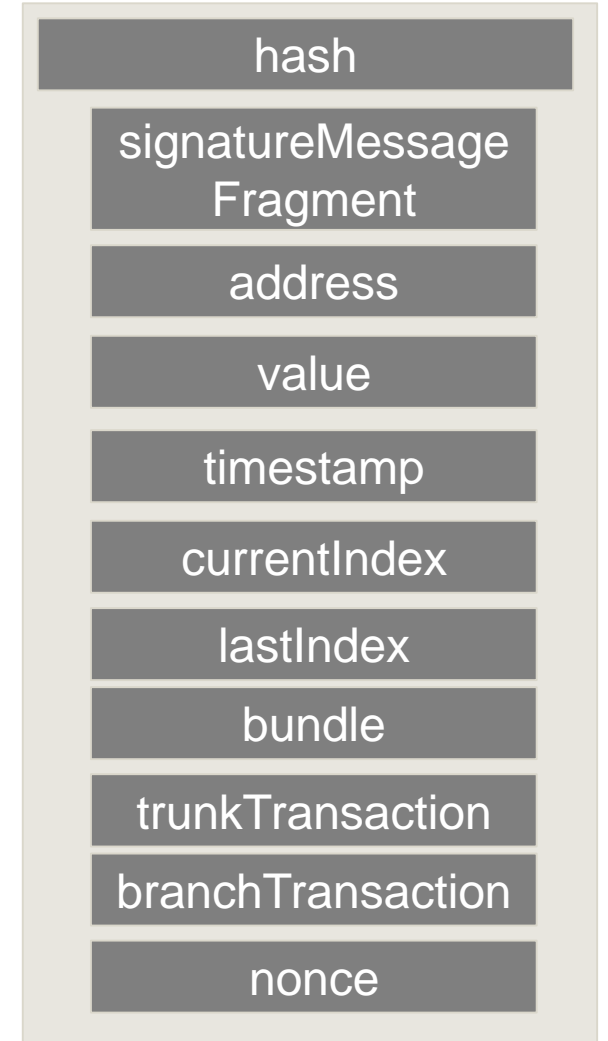 hash
signatureMessage
Fragment
address
value
timestamp
currentIndex
lastIndex
bundle
trunkTransaction
branchTransaction
nonce